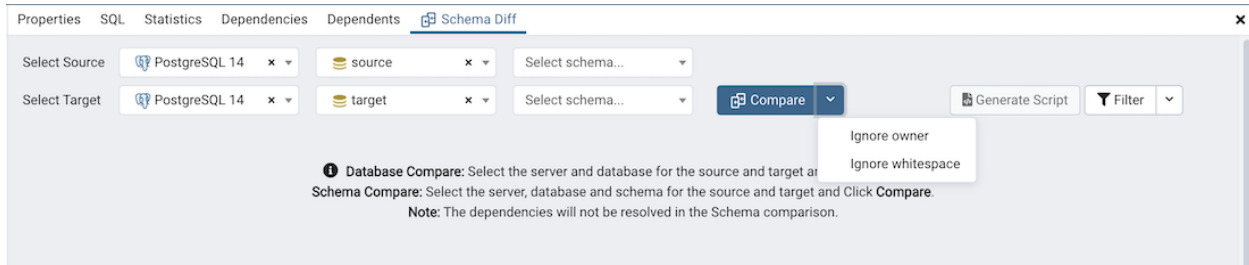 Properties SQL Statistics Dependencies Dependents Schema Diff
Select Source PostgreSQL 14 source Select schema...
Select Target PostgreSQL 14 target Select schema... Compare Generate Script Filter
Ignore owner
Ignore whitespace
Database Compare: Select the server and database for the source and target
Schema Compare: Select the server, database and schema for the source and target and Click Compare.
Note: The dependencies will not be resolved in the Schema comparison.